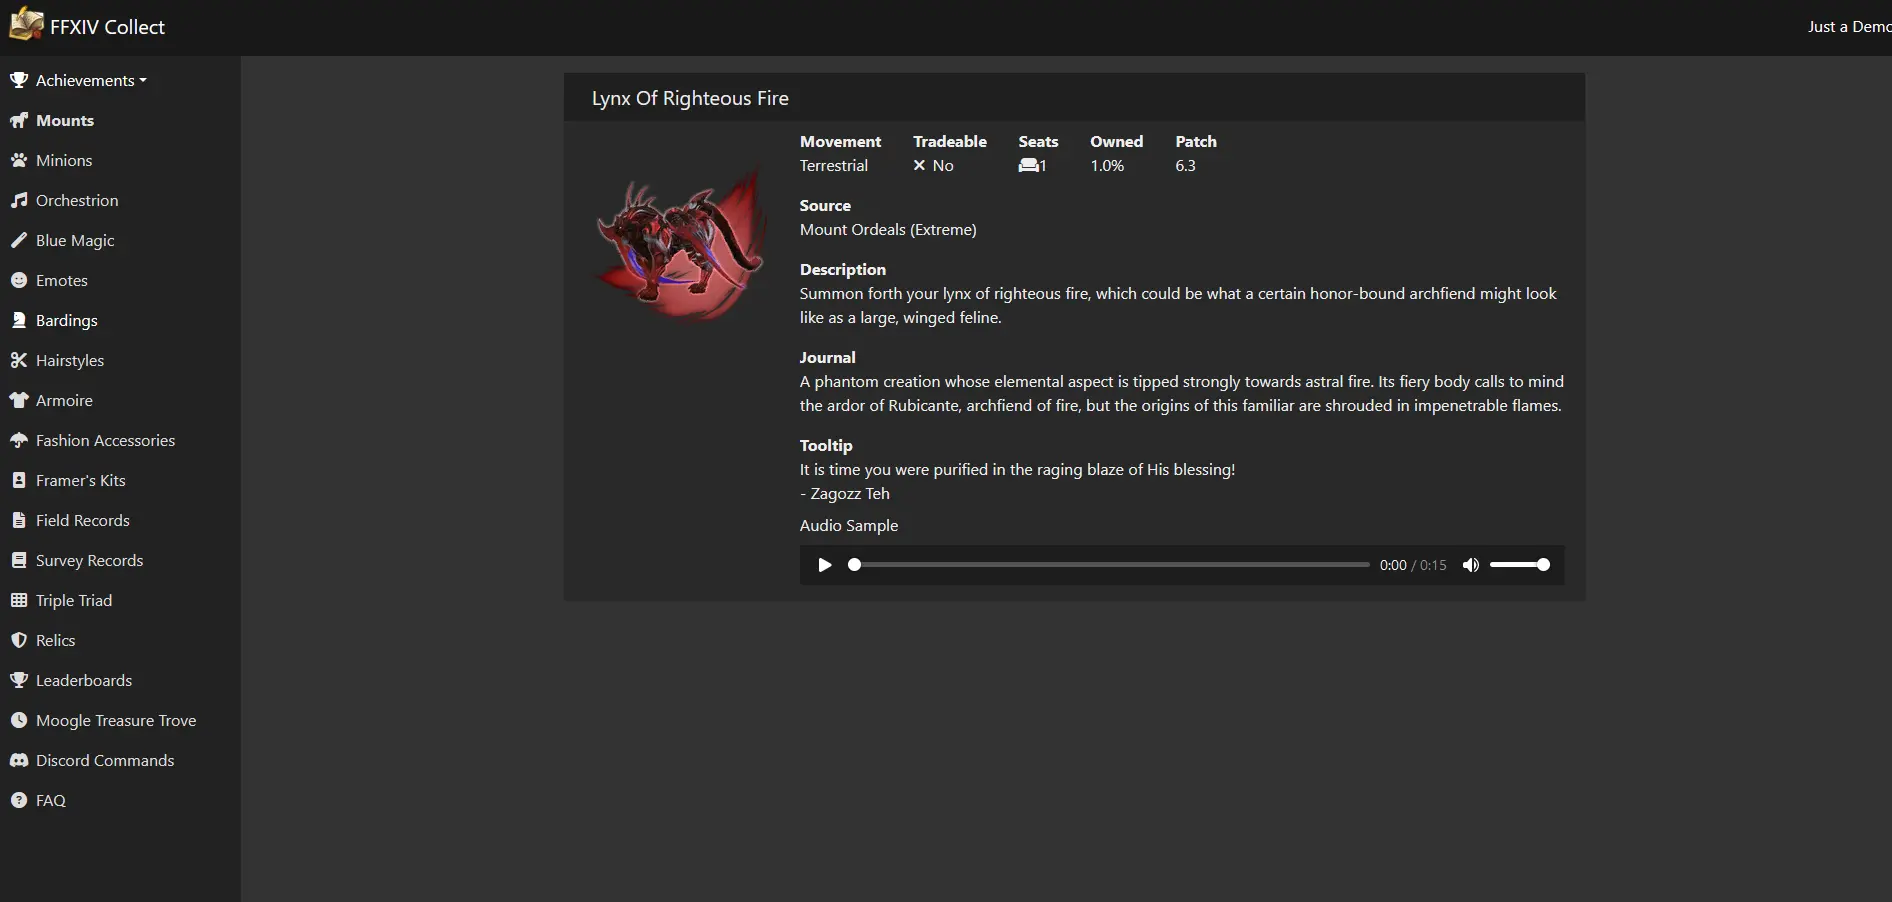 FFXIV Collect
Just a Demo
Achievements
Mounts
Minions
Orchestrion
Blue Magic
Emotes
Bardings
Hairstyles
Armoire
Fashion Accessories
Framer's Kits
Field Records
Survey Records
Triple Triad
Relics
Leaderboards
Moogle Treasure Trove
Discord Commands
FAQ
Lynx Of Righteous Fire
Movement Tradeable Seats Owned Patch
Terrestrial ✕ No 1 1.0% 6.3
Source
Mount Ordeals (Extreme)
Description
Summon forth your lynx of righteous fire, which could be what a certain honor-bound archfiend might look
like as a large, winged feline.
Journal
A phantom creation whose elemental aspect is tipped strongly towards astral fire. Its fiery body calls to mind
the ardor of Rubicante, archfiend of fire, but the origins of this familiar are shrouded in impenetrable flames.
Tooltip
It is time you were purified in the raging blaze of His blessing!
- Zagozz Teh
Audio Sample
0:00 / 0:15